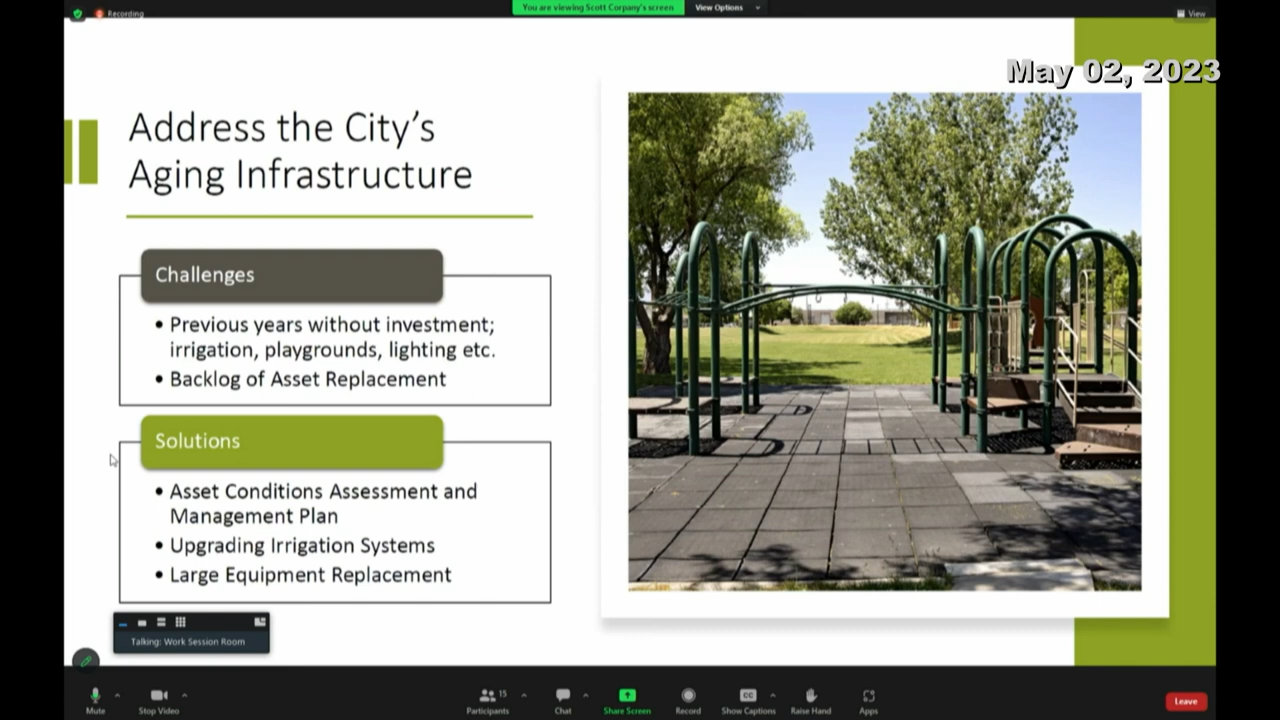 Recording
You are viewing Scott Corpany's screen
View Options
View
May 02, 2023
Address the City's
Aging Infrastructure
Challenges
• Previous years without investment;
irrigation, playgrounds, lighting etc.
• Backlog of Asset Replacement
Solutions
• Asset Conditions Assessment and
Management Plan
• Upgrading Irrigation Systems
• Large Equipment Replacement
Talking: Work Session Room
Mute
Stop Video
15
Participants
Chat
Share Screen
Record
CC
Show Captions
Raise Hand
Apps
Leave